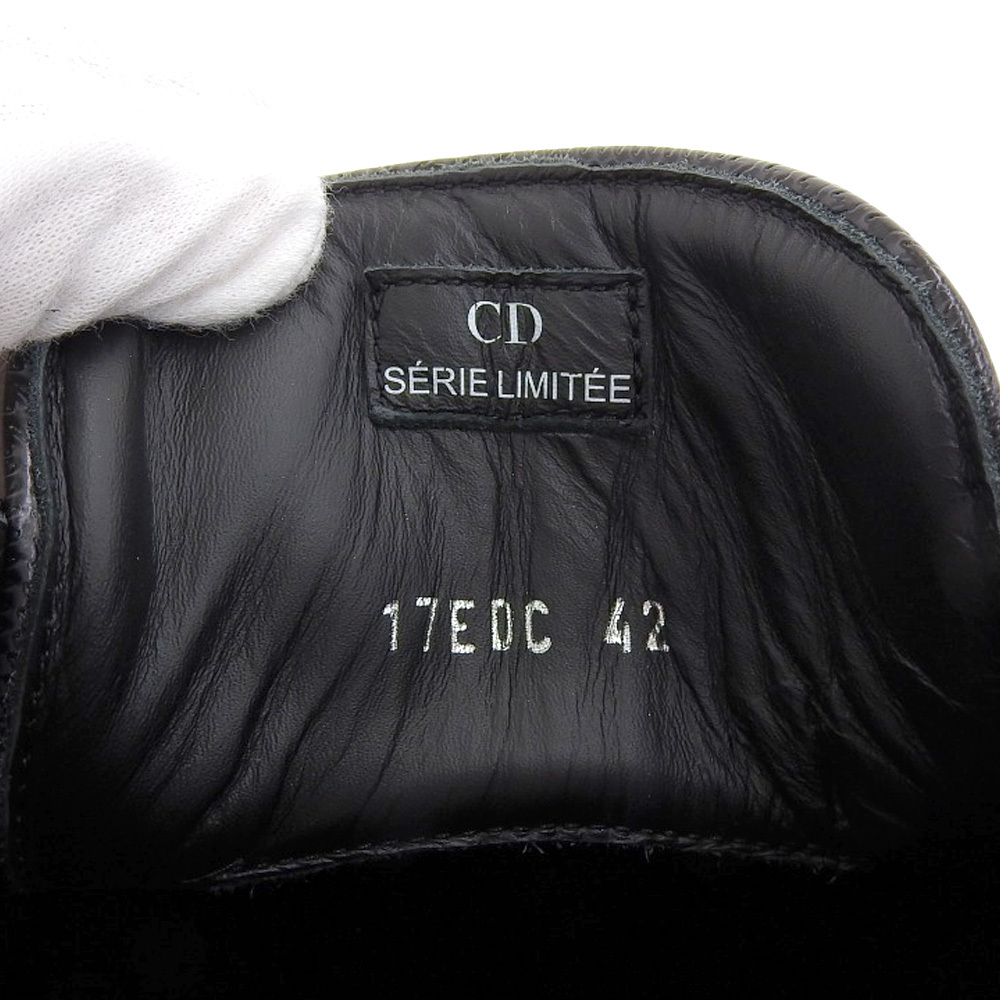 CD
SÉRIE LIMITÉE
17EDC 42